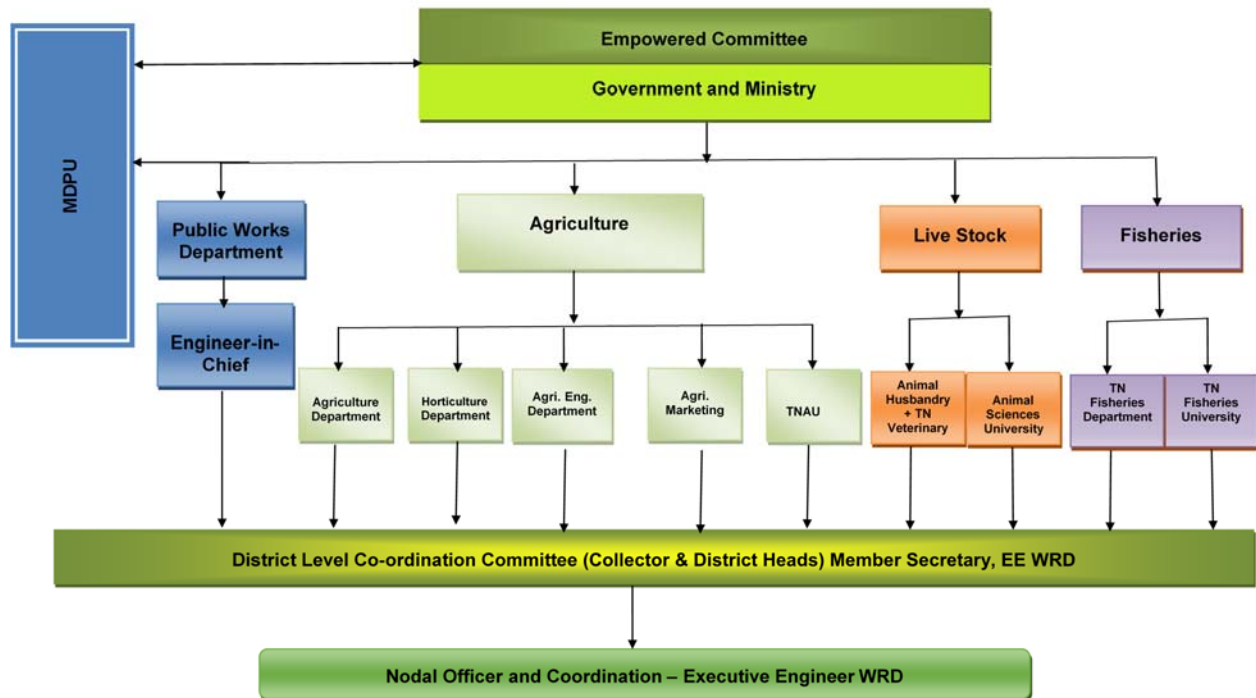 Empowered Committee
Government and Ministry
MDPU
Public Works
Department
Agriculture
Live Stock
Fisheries
Engineer-in-
Chief
Agriculture
Department
Horticulture
Department
Agri. Eng.
Department
Agri.
Marketing
TNAU
Animal
Husbandry
+ TN
Veterinary
Animal
Sciences
University
TN
Fisheries
Department
TN
Fisheries
University
District Level Co-ordination Committee (Collector & District Heads) Member Secretary, EE WRD
Nodal Officer and Coordination – Executive Engineer WRD